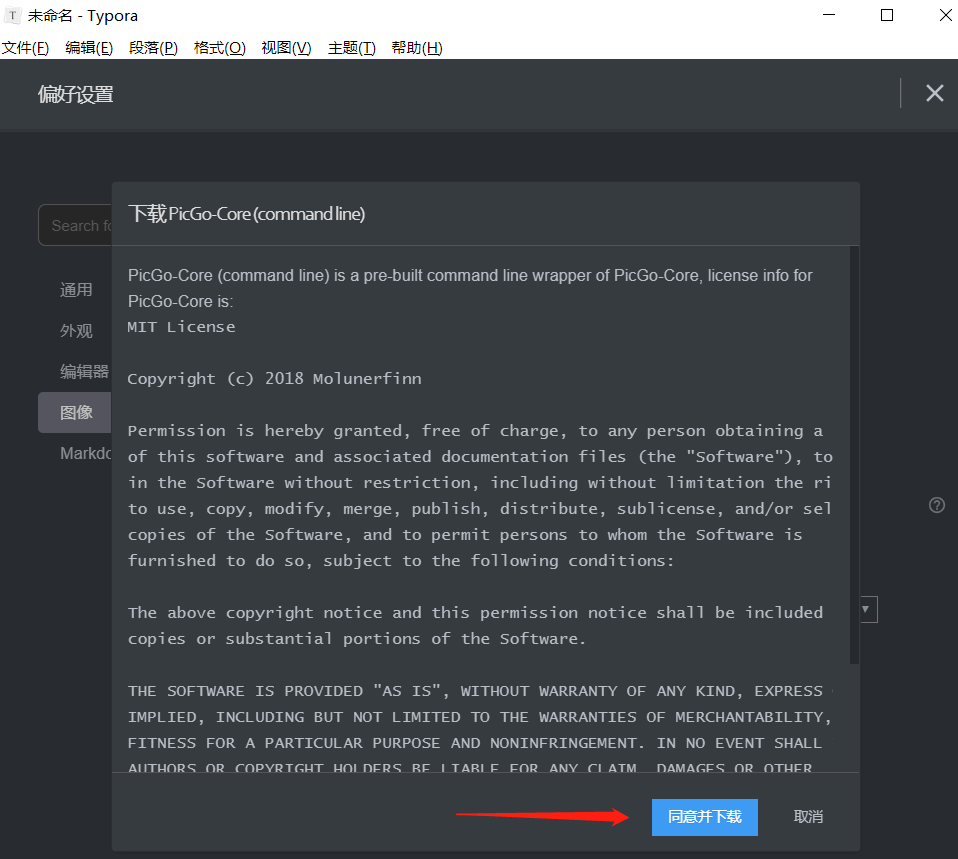 T 未命名 - Typora
文件(F) 编辑(E) 段落(P) 格式(O) 视图(V) 主题(T) 帮助(H)
偏好设置
下载 PicGo-Core (command line)
Search fo
PicGo-Core (command line) is a pre-built command line wrapper of PicGo-Core, license info for
通用
PicGo-Core is:
MIT License
外观
编辑器
Copyright (c) 2018 Molunerfinn
图像
Permission is hereby granted, free of charge, to any person obtaining a
Markdo
of this software and associated documentation files (the "Software"), to
in the Software without restriction, including without limitation the ri
to use, copy, modify, merge, publish, distribute, sublicense, and/or sel
copies of the Software, and to permit persons to whom the Software is
furnished to do so, subject to the following conditions:
The above copyright notice and this permission notice shall be included
copies or substantial portions of the Software.
THE SOFTWARE IS PROVIDED "AS IS", WITHOUT WARRANTY OF ANY KIND, EXPRESS
IMPLIED, INCLUDING BUT NOT LIMITED TO THE WARRANTIES OF MERCHANTABILITY,
FITNESS FOR A PARTICULAR PURPOSE AND NONINFRINGEMENT. IN NO EVENT SHALL
AUTHORS OR COPYRIGHT HOLDERS BE LIABLE FOR ANY CLAIM, DAMAGES OR OTHER
同意并下载 取消